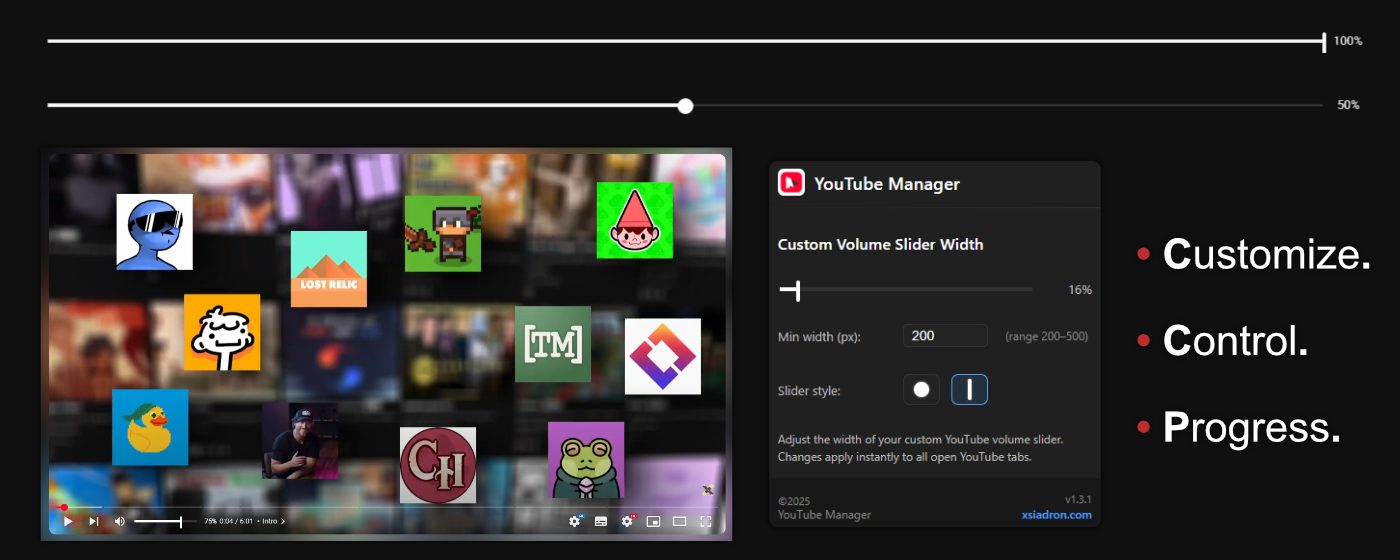 100%
50%
LOST RELIC
[TM]
CH
75% 0:04 / 6:01 • Intro
YouTube Manager
Custom Volume Slider Width
16%
Min width (px): 200 (range 200–500)
Slider style:
Adjust the width of your custom YouTube volume slider.
Changes apply instantly to all open YouTube tabs.
©2025
YouTube Manager
v1.3.1
xsiadron.com
• Customize.
• Control.
• Progress.